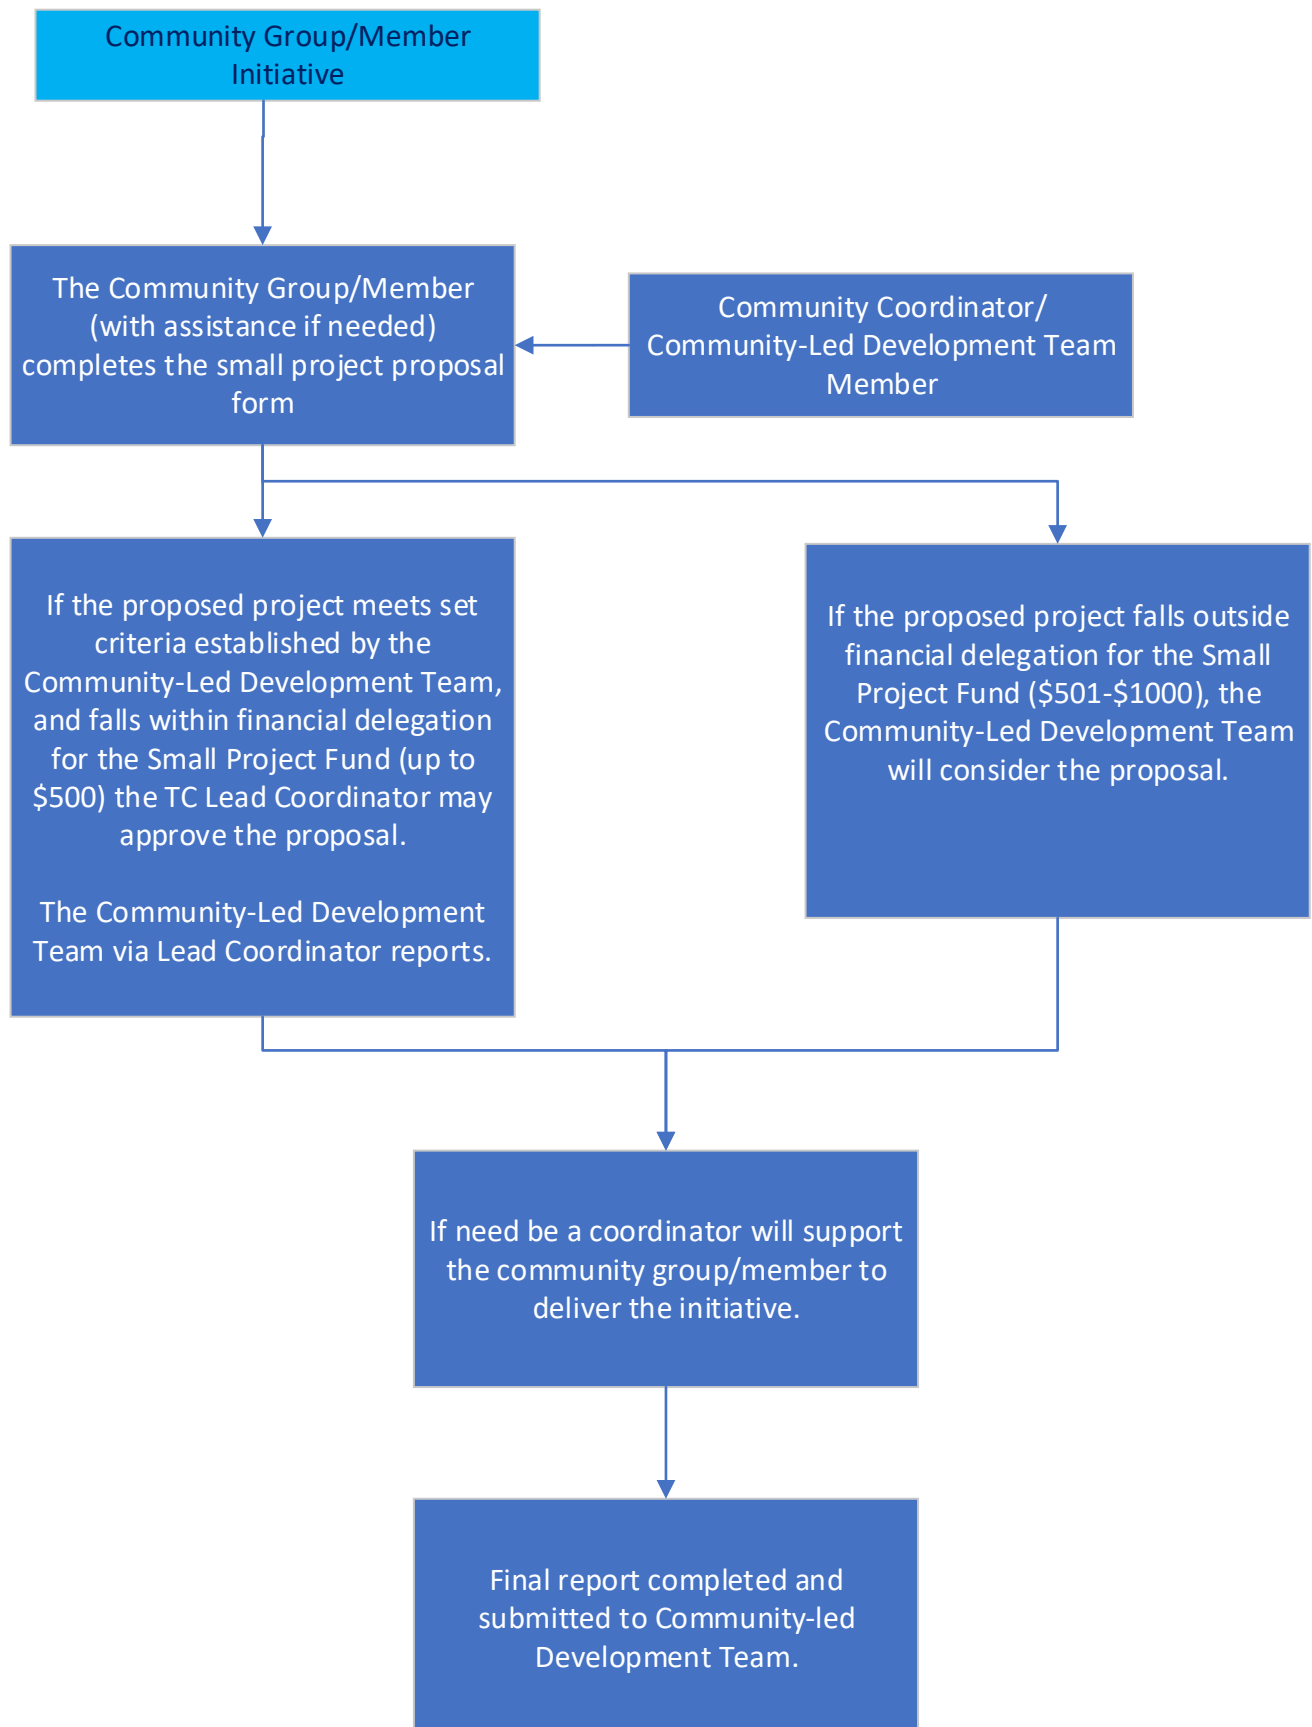 Community Group/Member
Initiative
The Community Group/Member
(with assistance if needed)
completes the small project proposal
form
Community Coordinator/
Community-Led Development Team
Member
If the proposed project meets set
criteria established by the
Community-Led Development Team,
and falls within financial delegation
for the Small Project Fund (up to
$500) the TC Lead Coordinator may
approve the proposal.
The Community-Led Development
Team via Lead Coordinator reports.
If the proposed project falls outside
financial delegation for the Small
Project Fund ($501-$1000), the
Community-Led Development Team
will consider the proposal.
If need be a coordinator will support
the community group/member to
deliver the initiative.
Final report completed and
submitted to Community-led
Development Team.